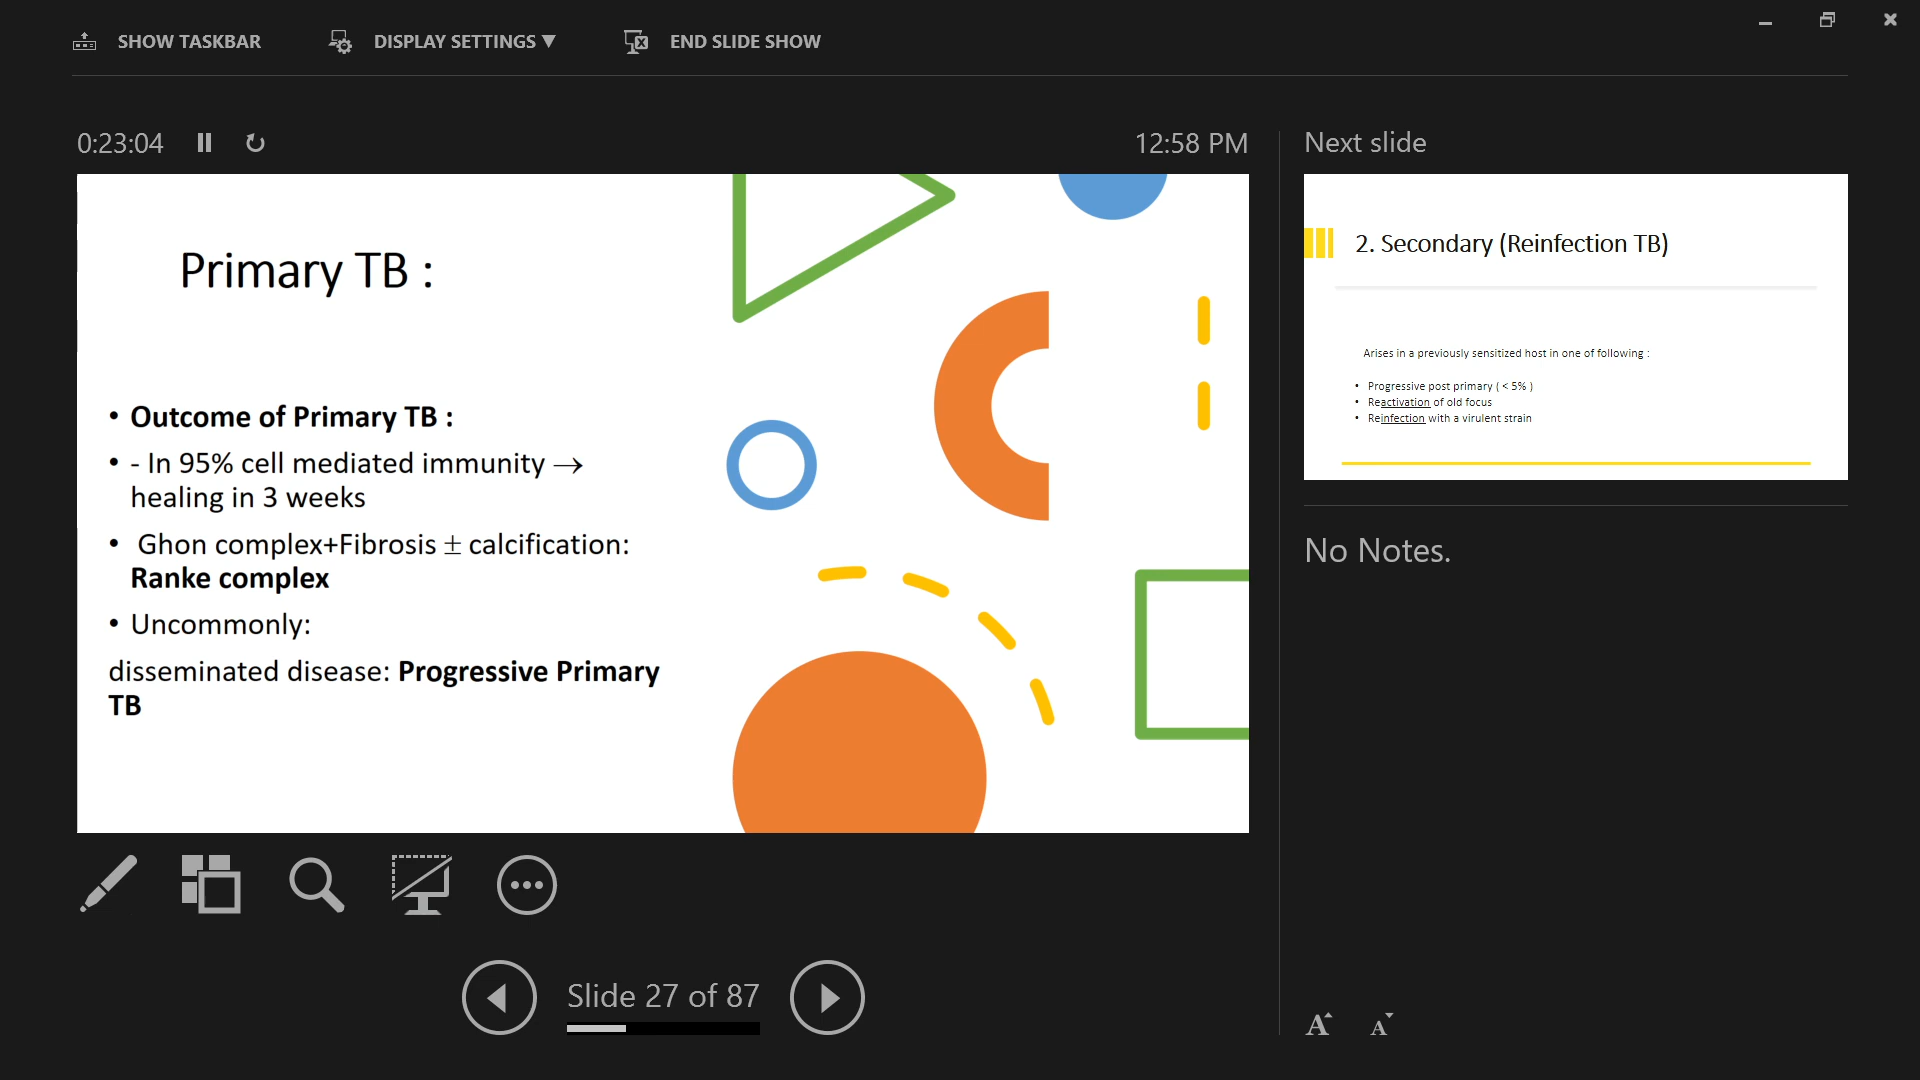 SHOW TASKBAR
DISPLAY SETTINGS ▼
END SLIDE SHOW
0:23:04
12:58 PM
Primary TB :
• Outcome of Primary TB :
• - In 95% cell mediated immunity →
healing in 3 weeks
• Ghon complex+Fibrosis ± calcification:
Ranke complex
• Uncommonly:
disseminated disease: Progressive Primary
TB
Slide 27 of 87
Next slide
2. Secondary (Reinfection TB)
Arises in a previously sensitized host in one of following :
• Progressive post primary ( < 5% )
• Reactivation of old focus
• Reinfection with a virulent strain
No Notes.
A A